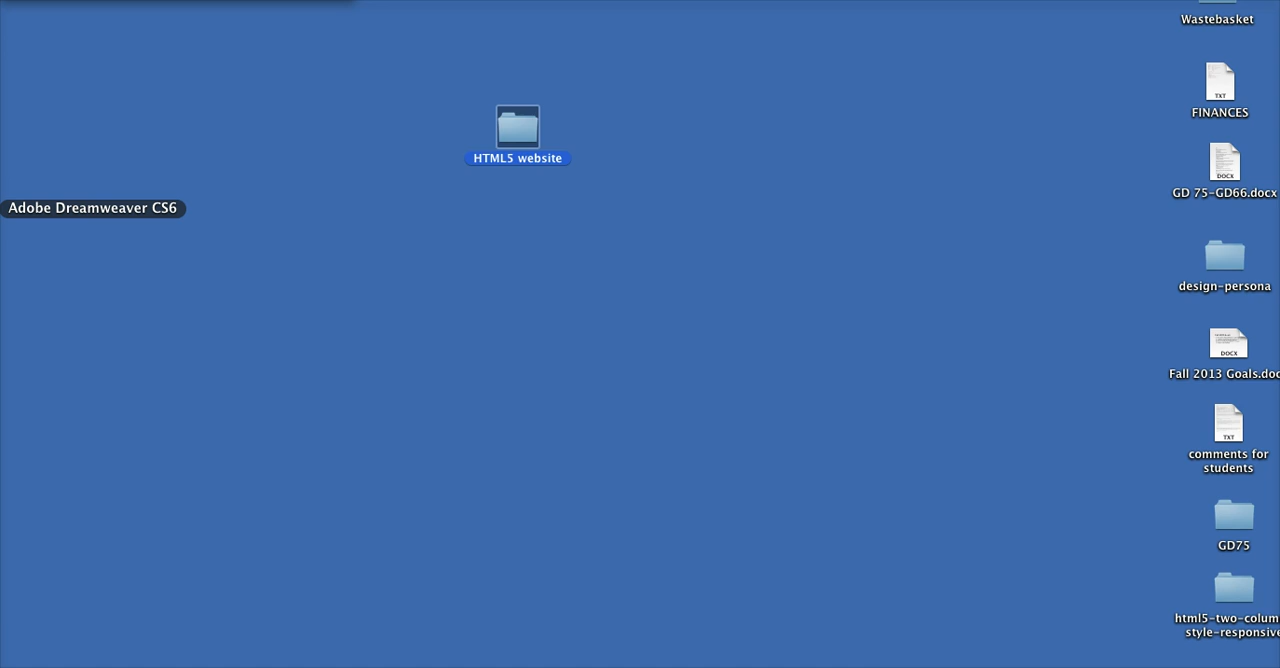 Wastebasket
TXT
FINANCES
HTML5 website
DOCX
GD 75-GD66.docx
Adobe Dreamweaver CS6
design-persona
DOCX
Fall 2013 Goals.doc
TXT
comments for
students
GD75
html5-two-colum
style-responsive